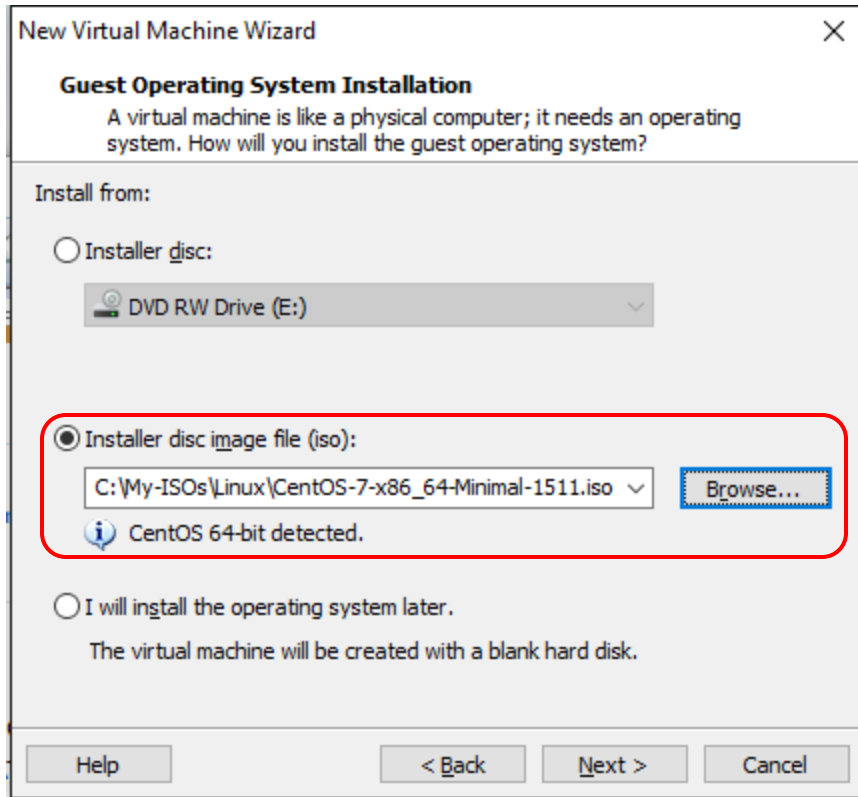 New Virtual Machine Wizard
Guest Operating System Installation
A virtual machine is like a physical computer; it needs an operating
system. How will you install the guest operating system?
Install from:
Installer disc:
DVD RW Drive (E:)
Installer disc image file (iso):
C:\My-ISOs\Linux\CentOS-7-x86_64-Minimal-1511.iso
Browse...
CentOS 64-bit detected.
I will install the operating system later.
The virtual machine will be created with a blank hard disk.
Help
< Back
Next >
Cancel